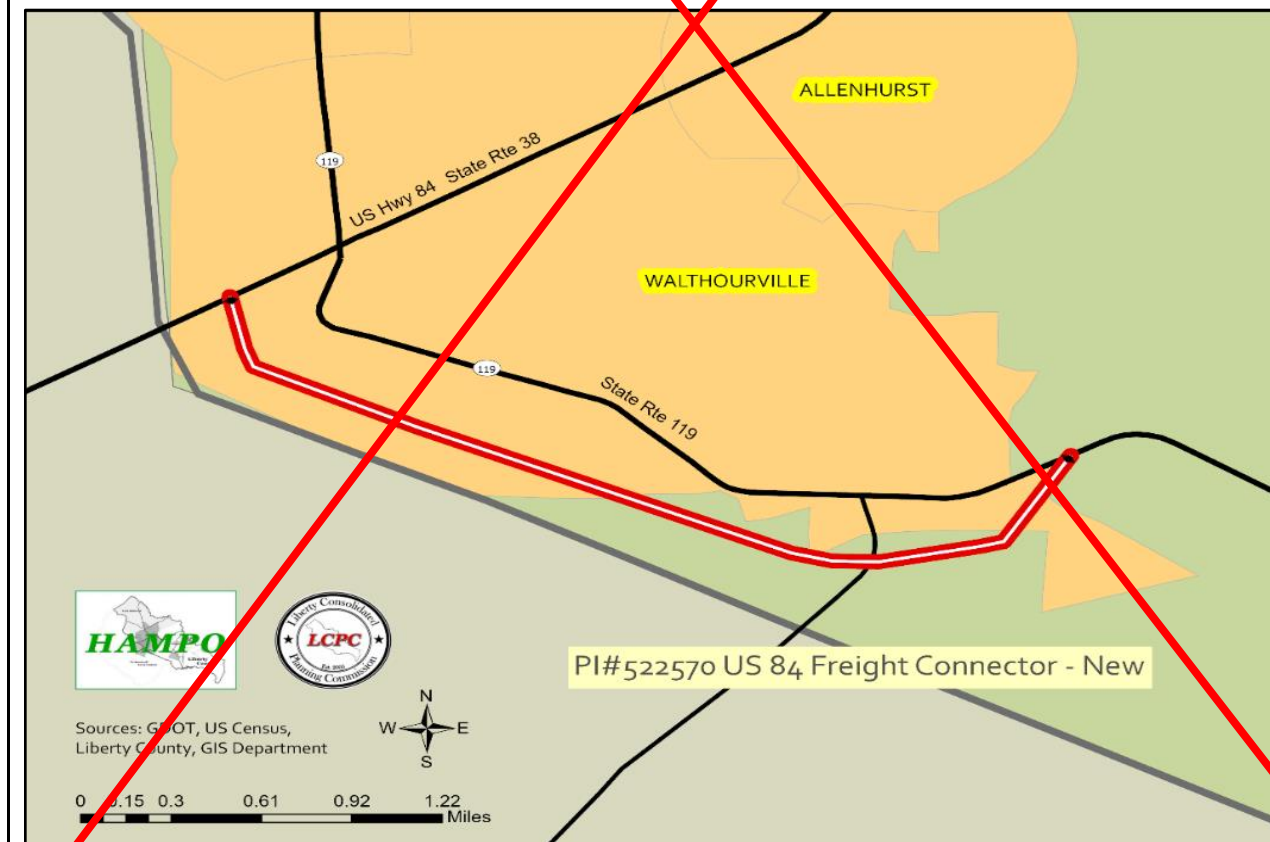 ALLENHURST
119
US Hwy 84 State Rte 38
WALTHOURVILLE
119
State Rte 119
HAMPO
Liberty Consolidated
LCPC
Planning Commission
PI#522570 US 84 Freight Connector - New
N
W E
S
Sources: GDOT, US Census,
Liberty County, GIS Department
0 0.15 0.3 0.61 0.92 1.22
Miles